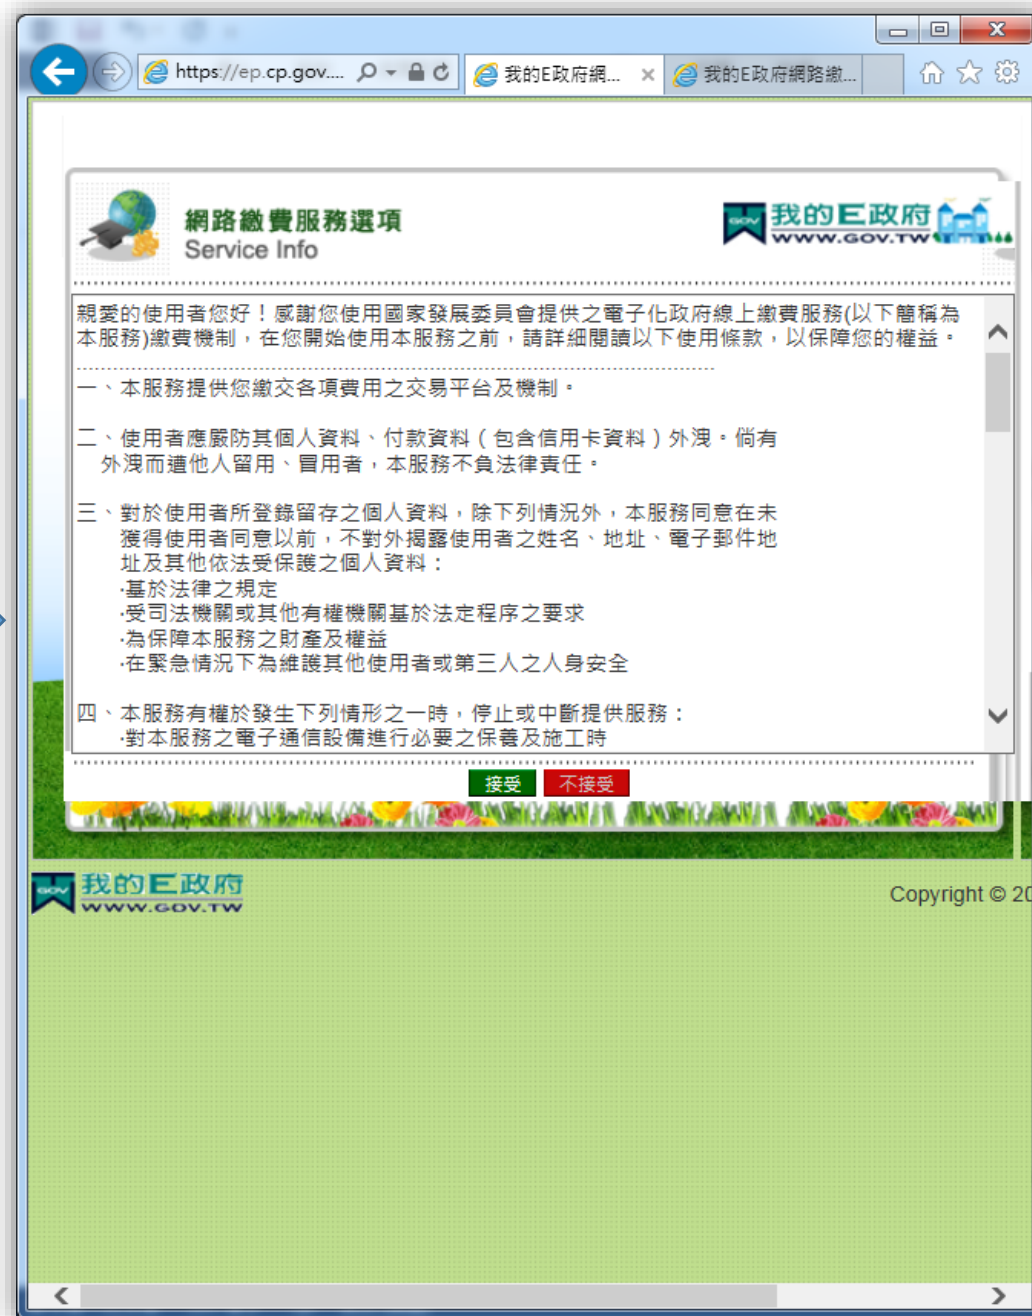 https://ep.cp.gov....
我的E政府網...
我的E政府網路繳...
網路繳費服務選項
Service Info
GOV
我的E政府
WWW.GOV.TW
親愛的使用者您好！感謝您使用國家發展委員會提供之電子化政府線上繳費服務(以下簡稱為
本服務)繳費機制，在您開始使用本服務之前，請詳細閱讀以下使用條款，以保障您的權益。
一、本服務提供您繳交各項費用之交易平台及機制。
二、使用者應嚴防其個人資料、付款資料（包含信用卡資料）外洩。倘有
外洩而遭他人留用、冒用者，本服務不負法律責任。
三、對於使用者所登錄留存之個人資料，除下列情況外，本服務同意在未
獲得使用者同意以前，不對外揭露使用者之姓名、地址、電子郵件地
址及其他依法受保護之個人資料：
‧基於法律之規定
‧受司法機關或其他有權機關基於法定程序之要求
‧為保障本服務之財產及權益
‧在緊急情況下為維護其他使用者或第三人之人身安全
四、本服務有權於發生下列情形之一時，停止或中斷提供服務：
‧對本服務之電子通信設備進行必要之保養及施工時
接受
不接受
GOV
我的E政府
WWW.GOV.TW
Copyright © 20